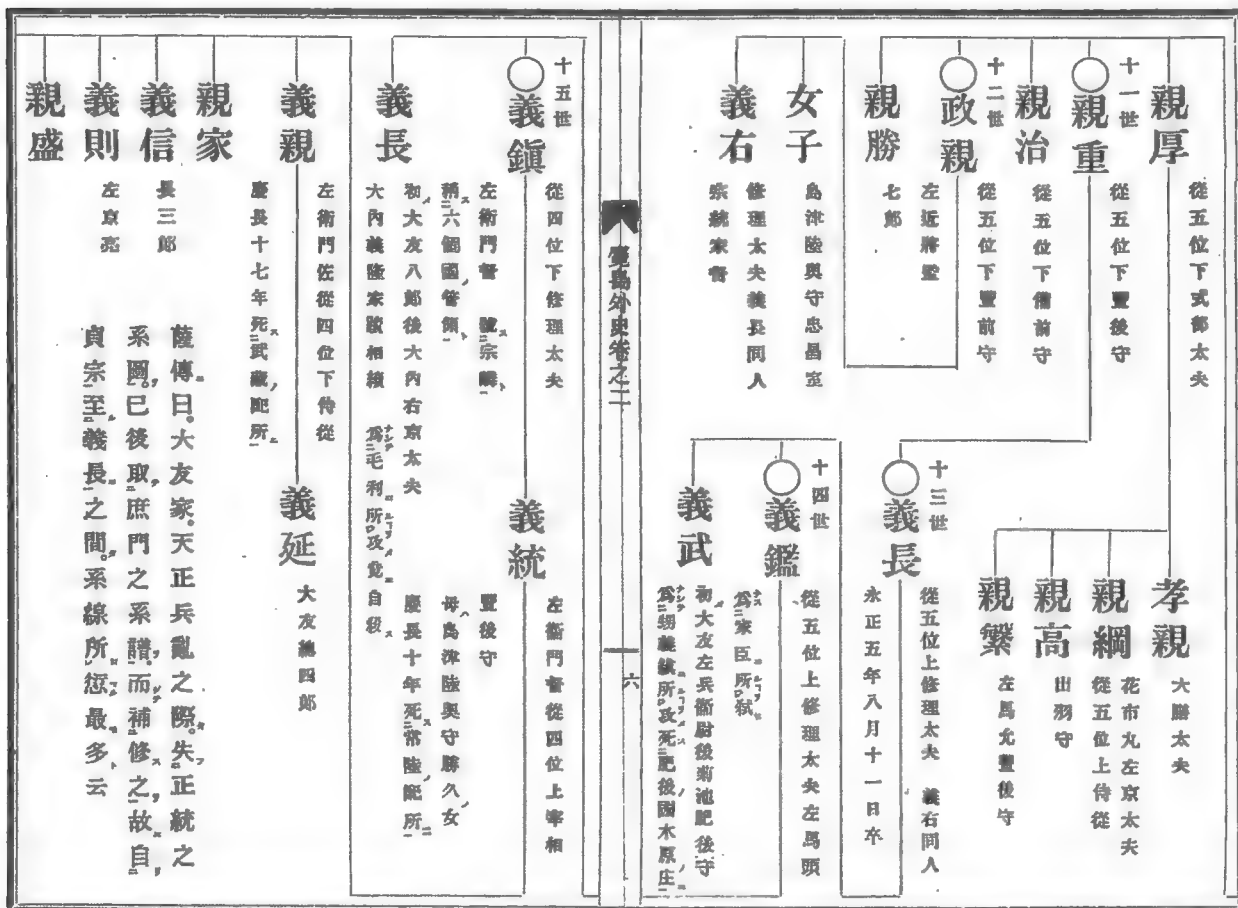 親厚
從五位下式部太夫
孝親
大膳太夫
親綱
花市丸左京太夫
從五位上侍從
親高
出羽守
親繁
左馬允豐後守
十一世
○親重
從五位下豐後守
親治
從五位下備前守
十二世
○政親
從五位下豐前守
左近將監
親勝
七郎
十三世
○義長
從五位上修理太夫 義右同人
永正五年八月十一日卒
女子
島津陸奥守忠昌室
義右
修理太夫義長同人
宗統家督
十四世
○義鑑
從五位上修理太夫左馬頭
爲家臣所弑
義武
初大友左兵衞尉後菊池肥後守
爲甥義鎭所攻死肥後國木原庄
六
十五世
○義鎭
從四位下修理太夫
左衞門督 號宗麟
稱六個國管領
義統
左衞門督從四位上宰相
豐後守
母島津陸奥守勝久女
慶長十年死常陸配所
義長
初大友八郎後大内右京太夫
大内義隆家跡相續 爲毛利所攻竟自殺
義親
左衞門佐從四位下侍從
慶長十七年死武藏配所
義延
大友總四郎
親家
義信
長三郎
義則
左京亮
親盛
薩傳曰。大友家。天正兵亂之際。失正統之
系圖。已後取庶門之系譜。而補修之。故自
貞宗至義長之間。系線所愆最多云